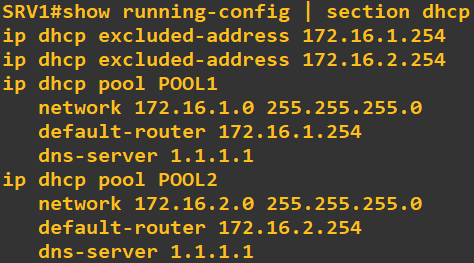 SRV1#show running-config | section dhcp
ip dhcp excluded-address 172.16.1.254
ip dhcp excluded-address 172.16.2.254
ip dhcp pool POOL1
   network 172.16.1.0 255.255.255.0
   default-router 172.16.1.254
   dns-server 1.1.1.1
ip dhcp pool POOL2
   network 172.16.2.0 255.255.255.0
   default-router 172.16.2.254
   dns-server 1.1.1.1